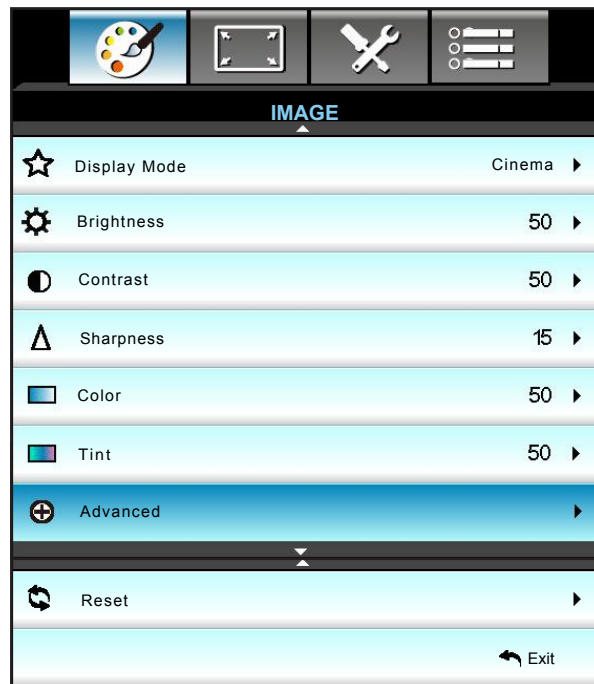 IMAGE
Display Mode Cinema
Brightness 50
Contrast 50
Sharpness 15
Color 50
Tint 50
Advanced
Reset
Exit